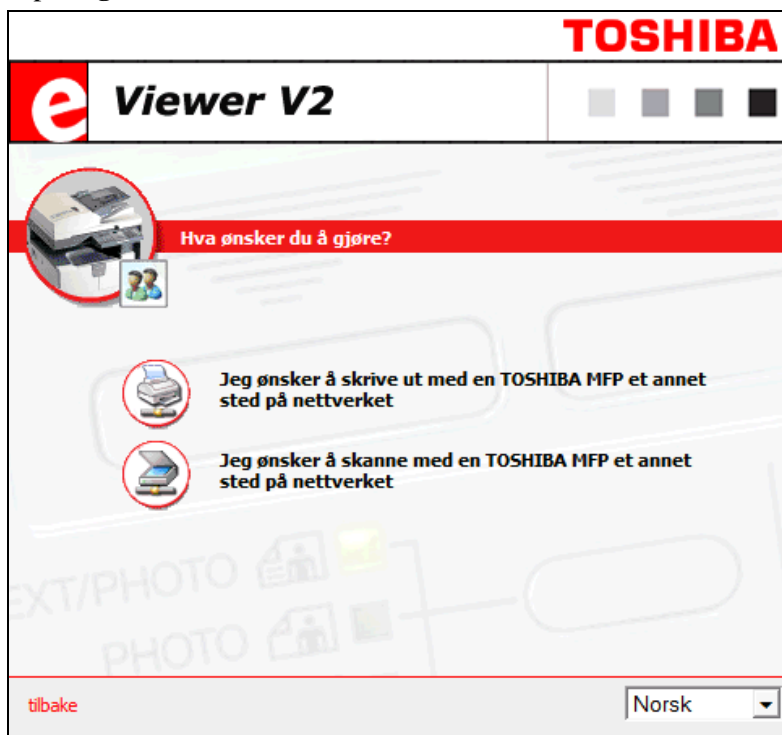 TOSHIBA
e Viewer V2
Hva ønsker du å gjøre?
Jeg ønsker å skrive ut med en TOSHIBA MFP et annet
sted på nettverket
Jeg ønsker å skanne med en TOSHIBA MFP et annet
sted på nettverket
EXT/PHOTO
PHOTO
tilbake
Norsk